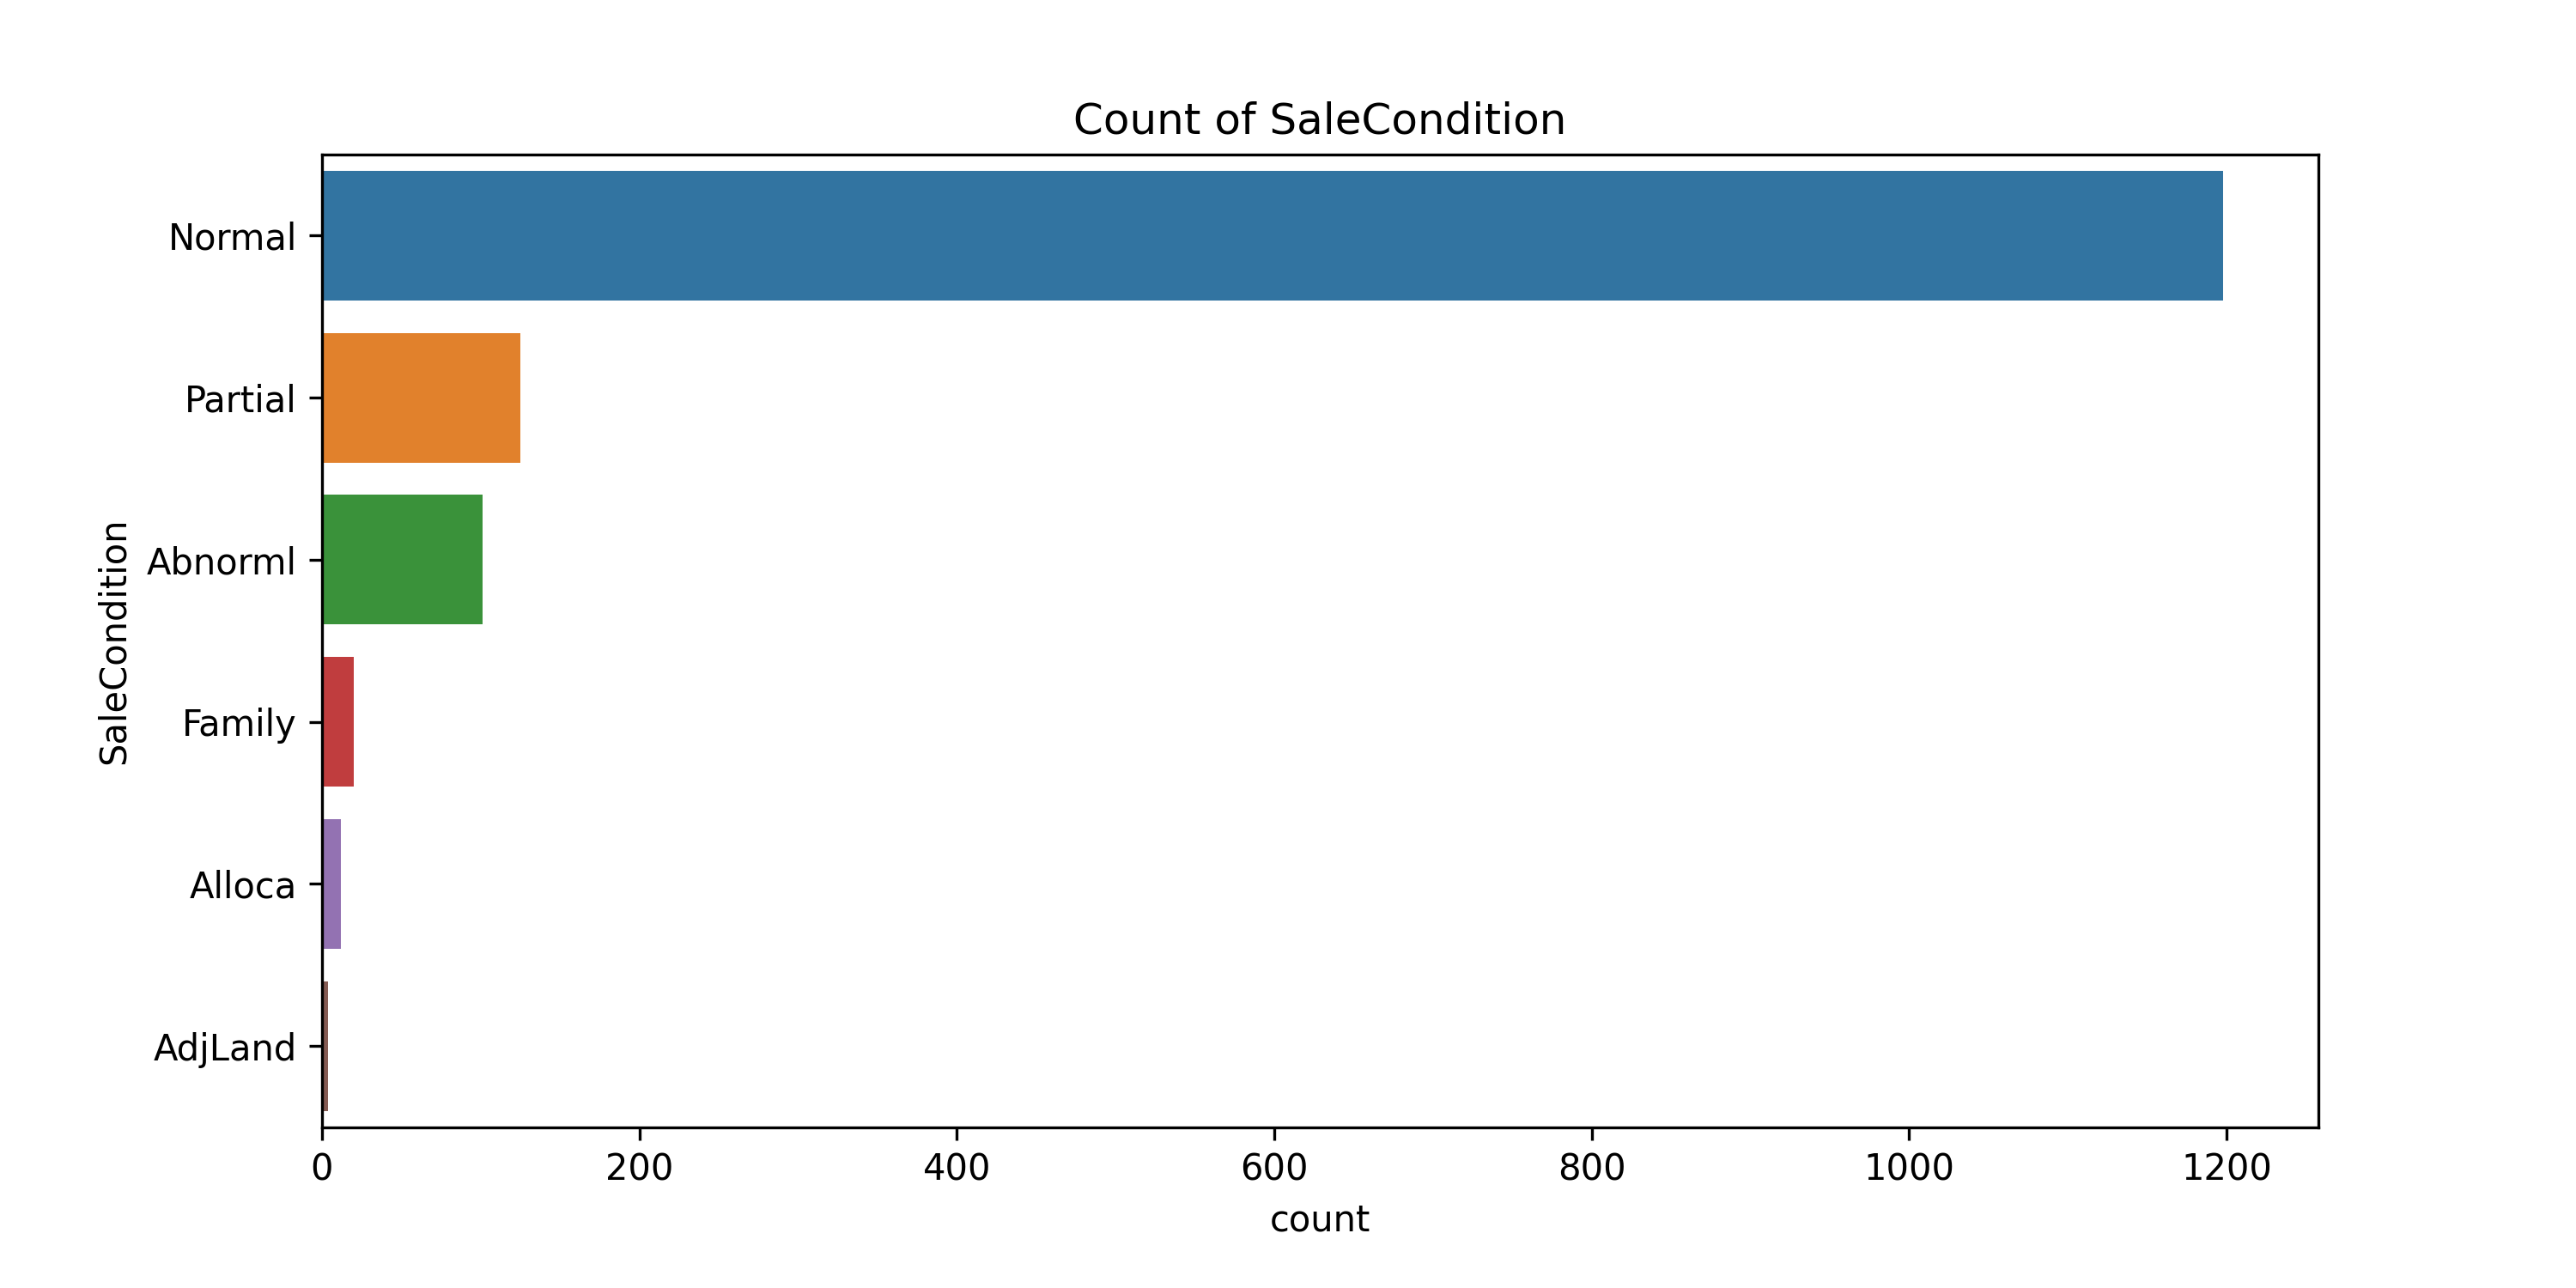 Count of SaleCondition
SaleCondition
Normal
Partial
Abnorml
Family
Alloca
AdjLand
0 200 400 600 800 1000 1200
count